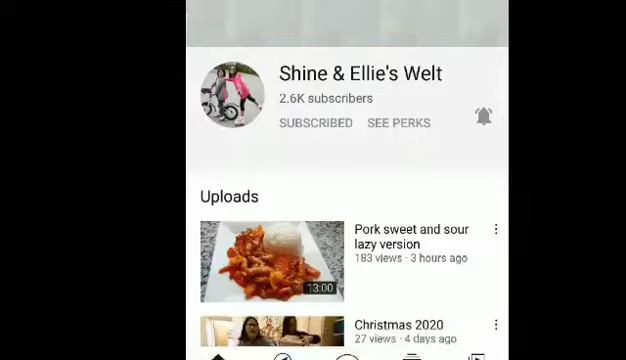 Shine & Ellie's Welt
2.6K subscribers
SUBSCRIBED SEE PERKS
Uploads
Pork sweet and sour
lazy version
183 views · 3 hours ago
13:00
Christmas 2020
27 views · 4 days ago